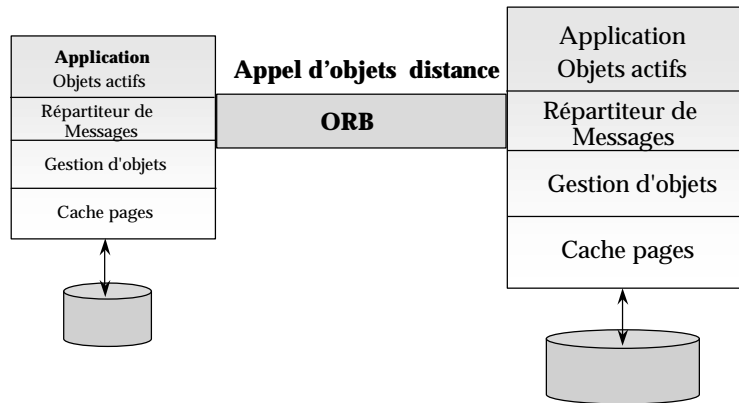 Application
Objets actifs
Répartiteur de
Messages
Gestion d'objets
Cache pages
Appel d'objets distance
ORB
Application
Objets actifs
Répartiteur de
Messages
Gestion d'objets
Cache pages